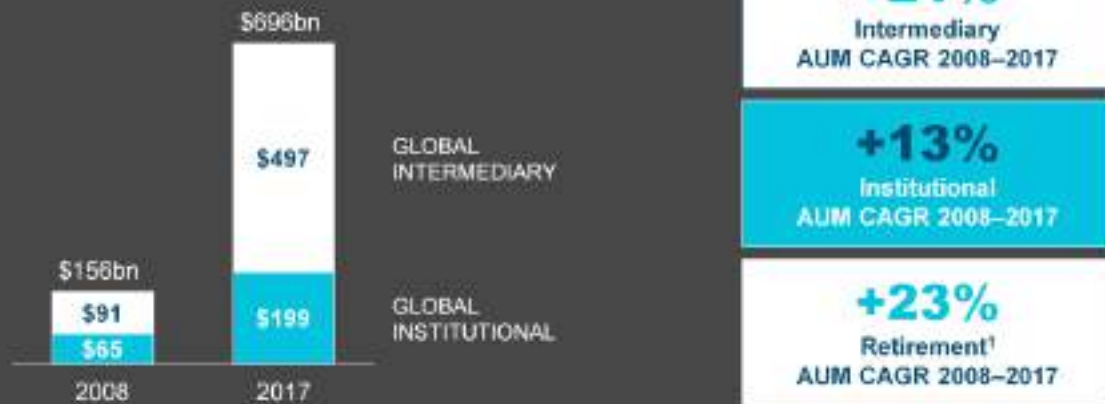 $696bn
$497
$199
$156bn
$91
$65
2008
2017
GLOBAL
INTERMEDIARY
GLOBAL
INSTITUTIONAL
Intermediary
AUM CAGR 2008–2017
+13%
Institutional
AUM CAGR 2008–2017
+23%
Retirement¹
AUM CAGR 2008–2017